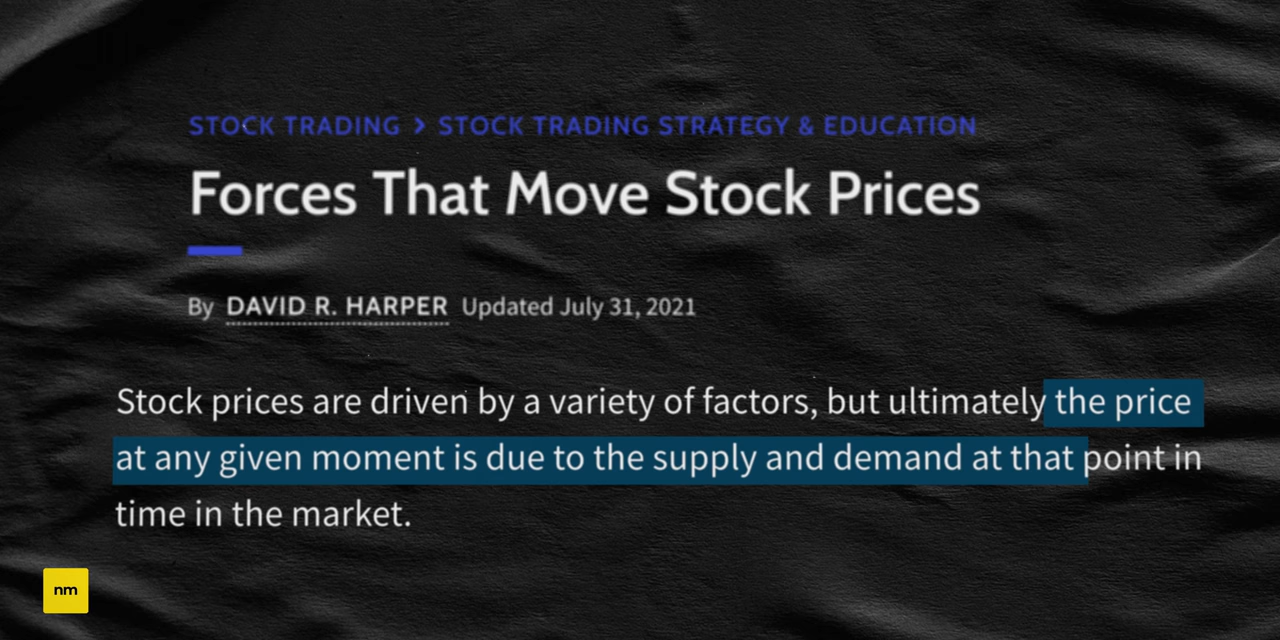 STOCK TRADING > STOCK TRADING STRATEGY & EDUCATION
Forces That Move Stock Prices
By DAVID R. HARPER Updated July 31, 2021
Stock prices are driven by a variety of factors, but ultimately the price
at any given moment is due to the supply and demand at that point in
time in the market.
nm